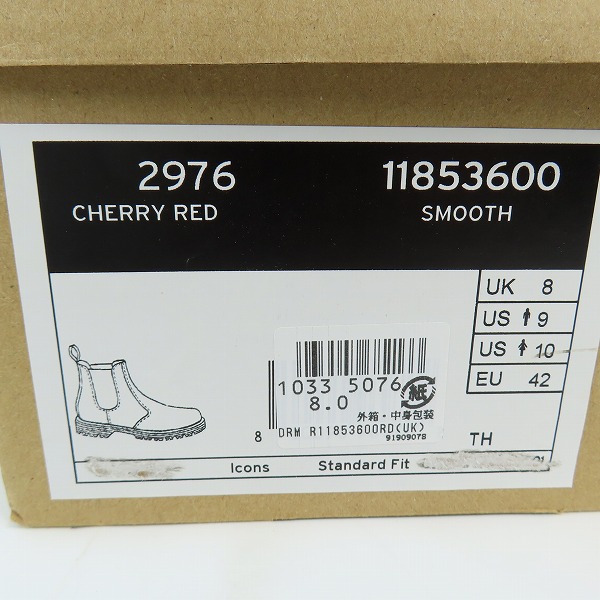 2976 11853600
CHERRY RED SMOOTH
UK 8
US 9
US 10
EU 42
1033 5076
8.0
紙
外箱・中身包装
8 DRM R11853600RD(UK)
91909078
TH
Icons Standard Fit